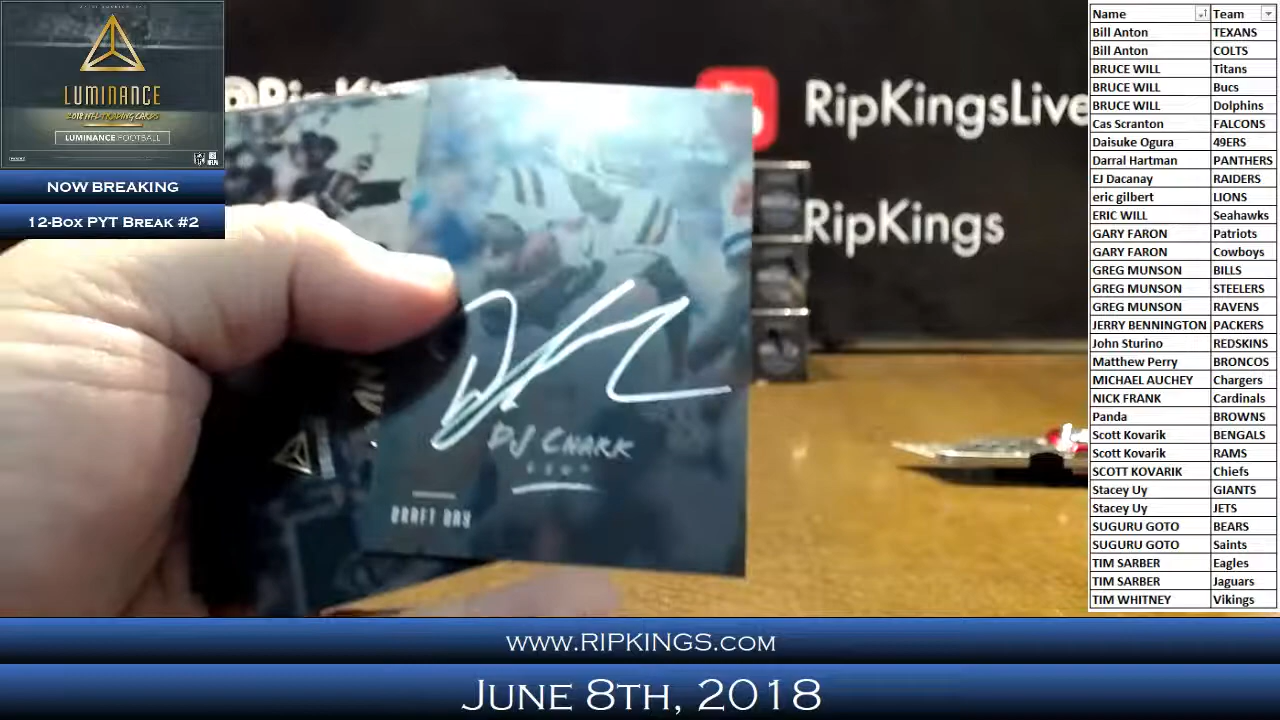 LUMINANCE
2018 NFL TRADING CARDS
LUMINANCE FOOTBALL
NOW BREAKING
12-BOX PYT BREAK #2
@RipKings
RipKingsLive
RipKings
DJ CHARK
DRAFT DAY
Name Team
Bill Anton TEXANS
Bill Anton COLTS
BRUCE WILL Titans
BRUCE WILL Bucs
BRUCE WILL Dolphins
Cas Scranton FALCONS
Daisuke Ogura 49ERS
Darral Hartman PANTHERS
EJ Dacanay RAIDERS
eric gilbert LIONS
ERIC WILL Seahawks
GARY FARON Patriots
GARY FARON Cowboys
GREG MUNSON BILLS
GREG MUNSON STEELERS
GREG MUNSON RAVENS
JERRY BENNINGTON PACKERS
John Sturino REDSKINS
Matthew Perry BRONCOS
MICHAEL AUCHEY Chargers
NICK FRANK Cardinals
Panda BROWNS
Scott Kovarik BENGALS
Scott Kovarik RAMS
SCOTT KOVARIK Chiefs
Stacey Uy GIANTS
Stacey Uy JETS
SUGURU GOTO BEARS
SUGURU GOTO Saints
TIM SARBER Eagles
TIM SARBER Jaguars
TIM WHITNEY Vikings
WWW.RIPKINGS.COM
JUNE 8TH, 2018